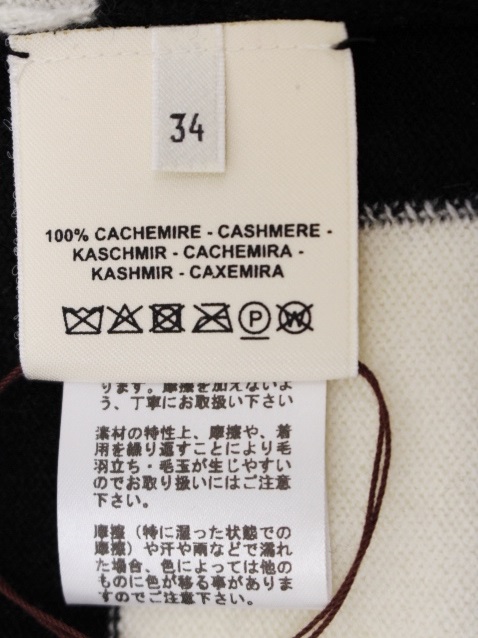 34
100% CACHEMIRE - CASHMERE -
KASCHMIR - CACHEMIRA -
KASHMIR - CAXEMIRA
P
W
ります。摩擦を加えないよ
う、丁寧にお取扱い下さい
素材の特性上、摩擦や、着
用を繰り返すことにより毛
羽立ち・毛玉が生じやすい
のでお取り扱いにはご注意
下さい。
摩擦（特に湿った状態での
摩擦）や汗や雨などで濡れ
た場合、色によっては他の
ものに色が移る事がありま
すのでご注意下さい。